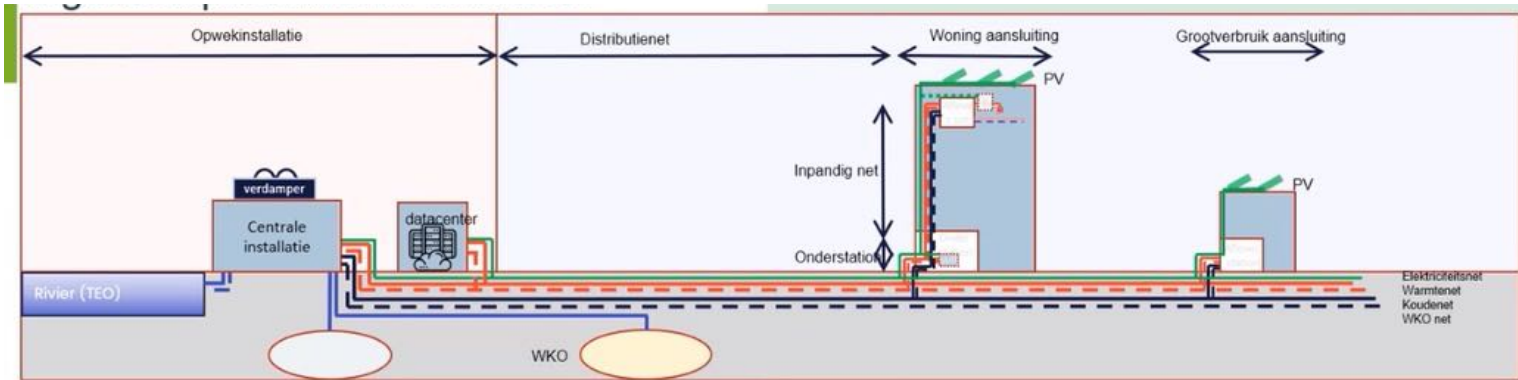 Opwekinstallatie
Distributienet
Woning aansluiting
Grootverbruik aansluiting
PV
Inpandig net
PV
verdamper
Centrale
installatie
datacenter
Onderstation
Rivier (TEO)
Elektriciteitsnet
Warmtenet
Koudenet
WKO net
WKO